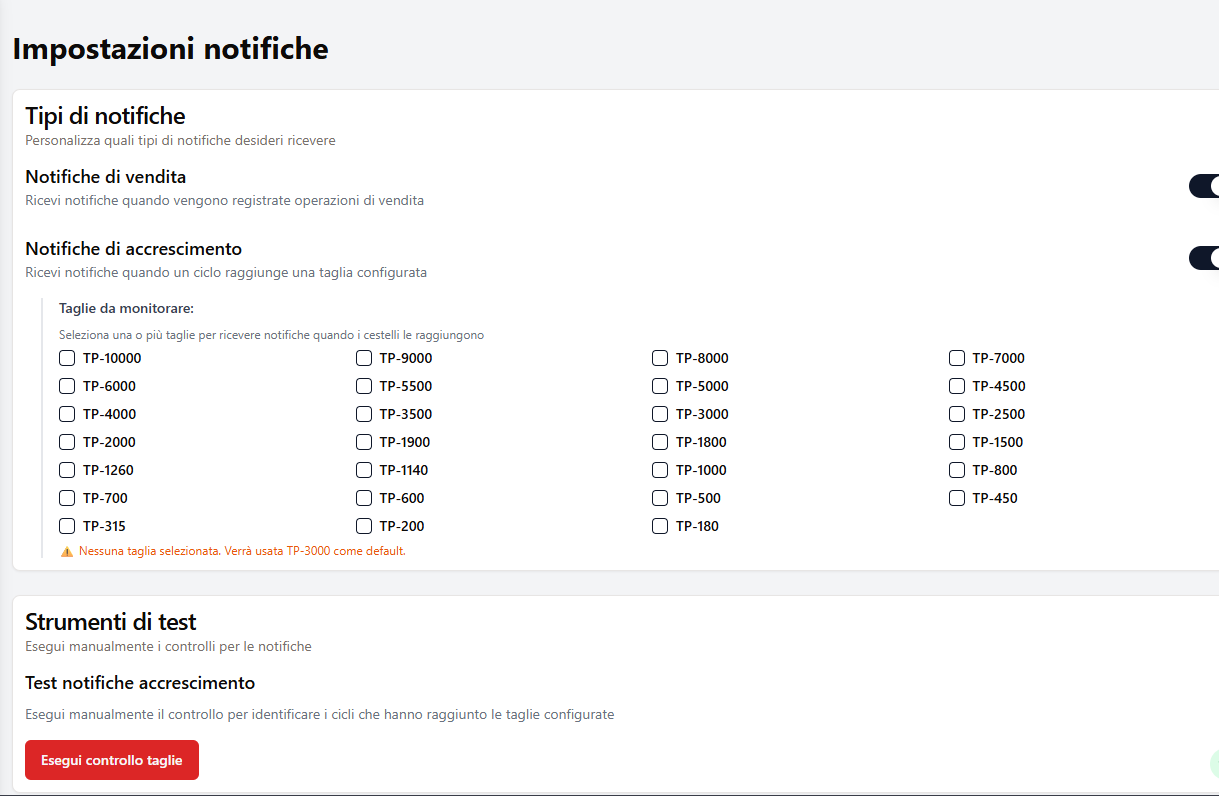 Impostazioni notifiche
Tipi di notifiche
Personalizza quali tipi di notifiche desideri ricevere
Notifiche di vendita
Ricevi notifiche quando vengono registrate operazioni di vendita
Notifiche di accrescimento
Ricevi notifiche quando un ciclo raggiunge una taglia configurata
Taglie da monitorare:
Seleziona una o più taglie per ricevere notifiche quando i cestelli le raggiungono
TP-10000 TP-9000 TP-8000 TP-7000
TP-6000 TP-5500 TP-5000 TP-4500
TP-4000 TP-3500 TP-3000 TP-2500
TP-2000 TP-1900 TP-1800 TP-1500
TP-1260 TP-1140 TP-1000 TP-800
TP-700 TP-600 TP-500 TP-450
TP-315 TP-200 TP-180
Nessuna taglia selezionata. Verrà usata TP-3000 come default.
Strumenti di test
Esegui manualmente i controlli per le notifiche
Test notifiche accrescimento
Esegui manualmente il controllo per identificare i cicli che hanno raggiunto le taglie configurate
Esegui controllo taglie